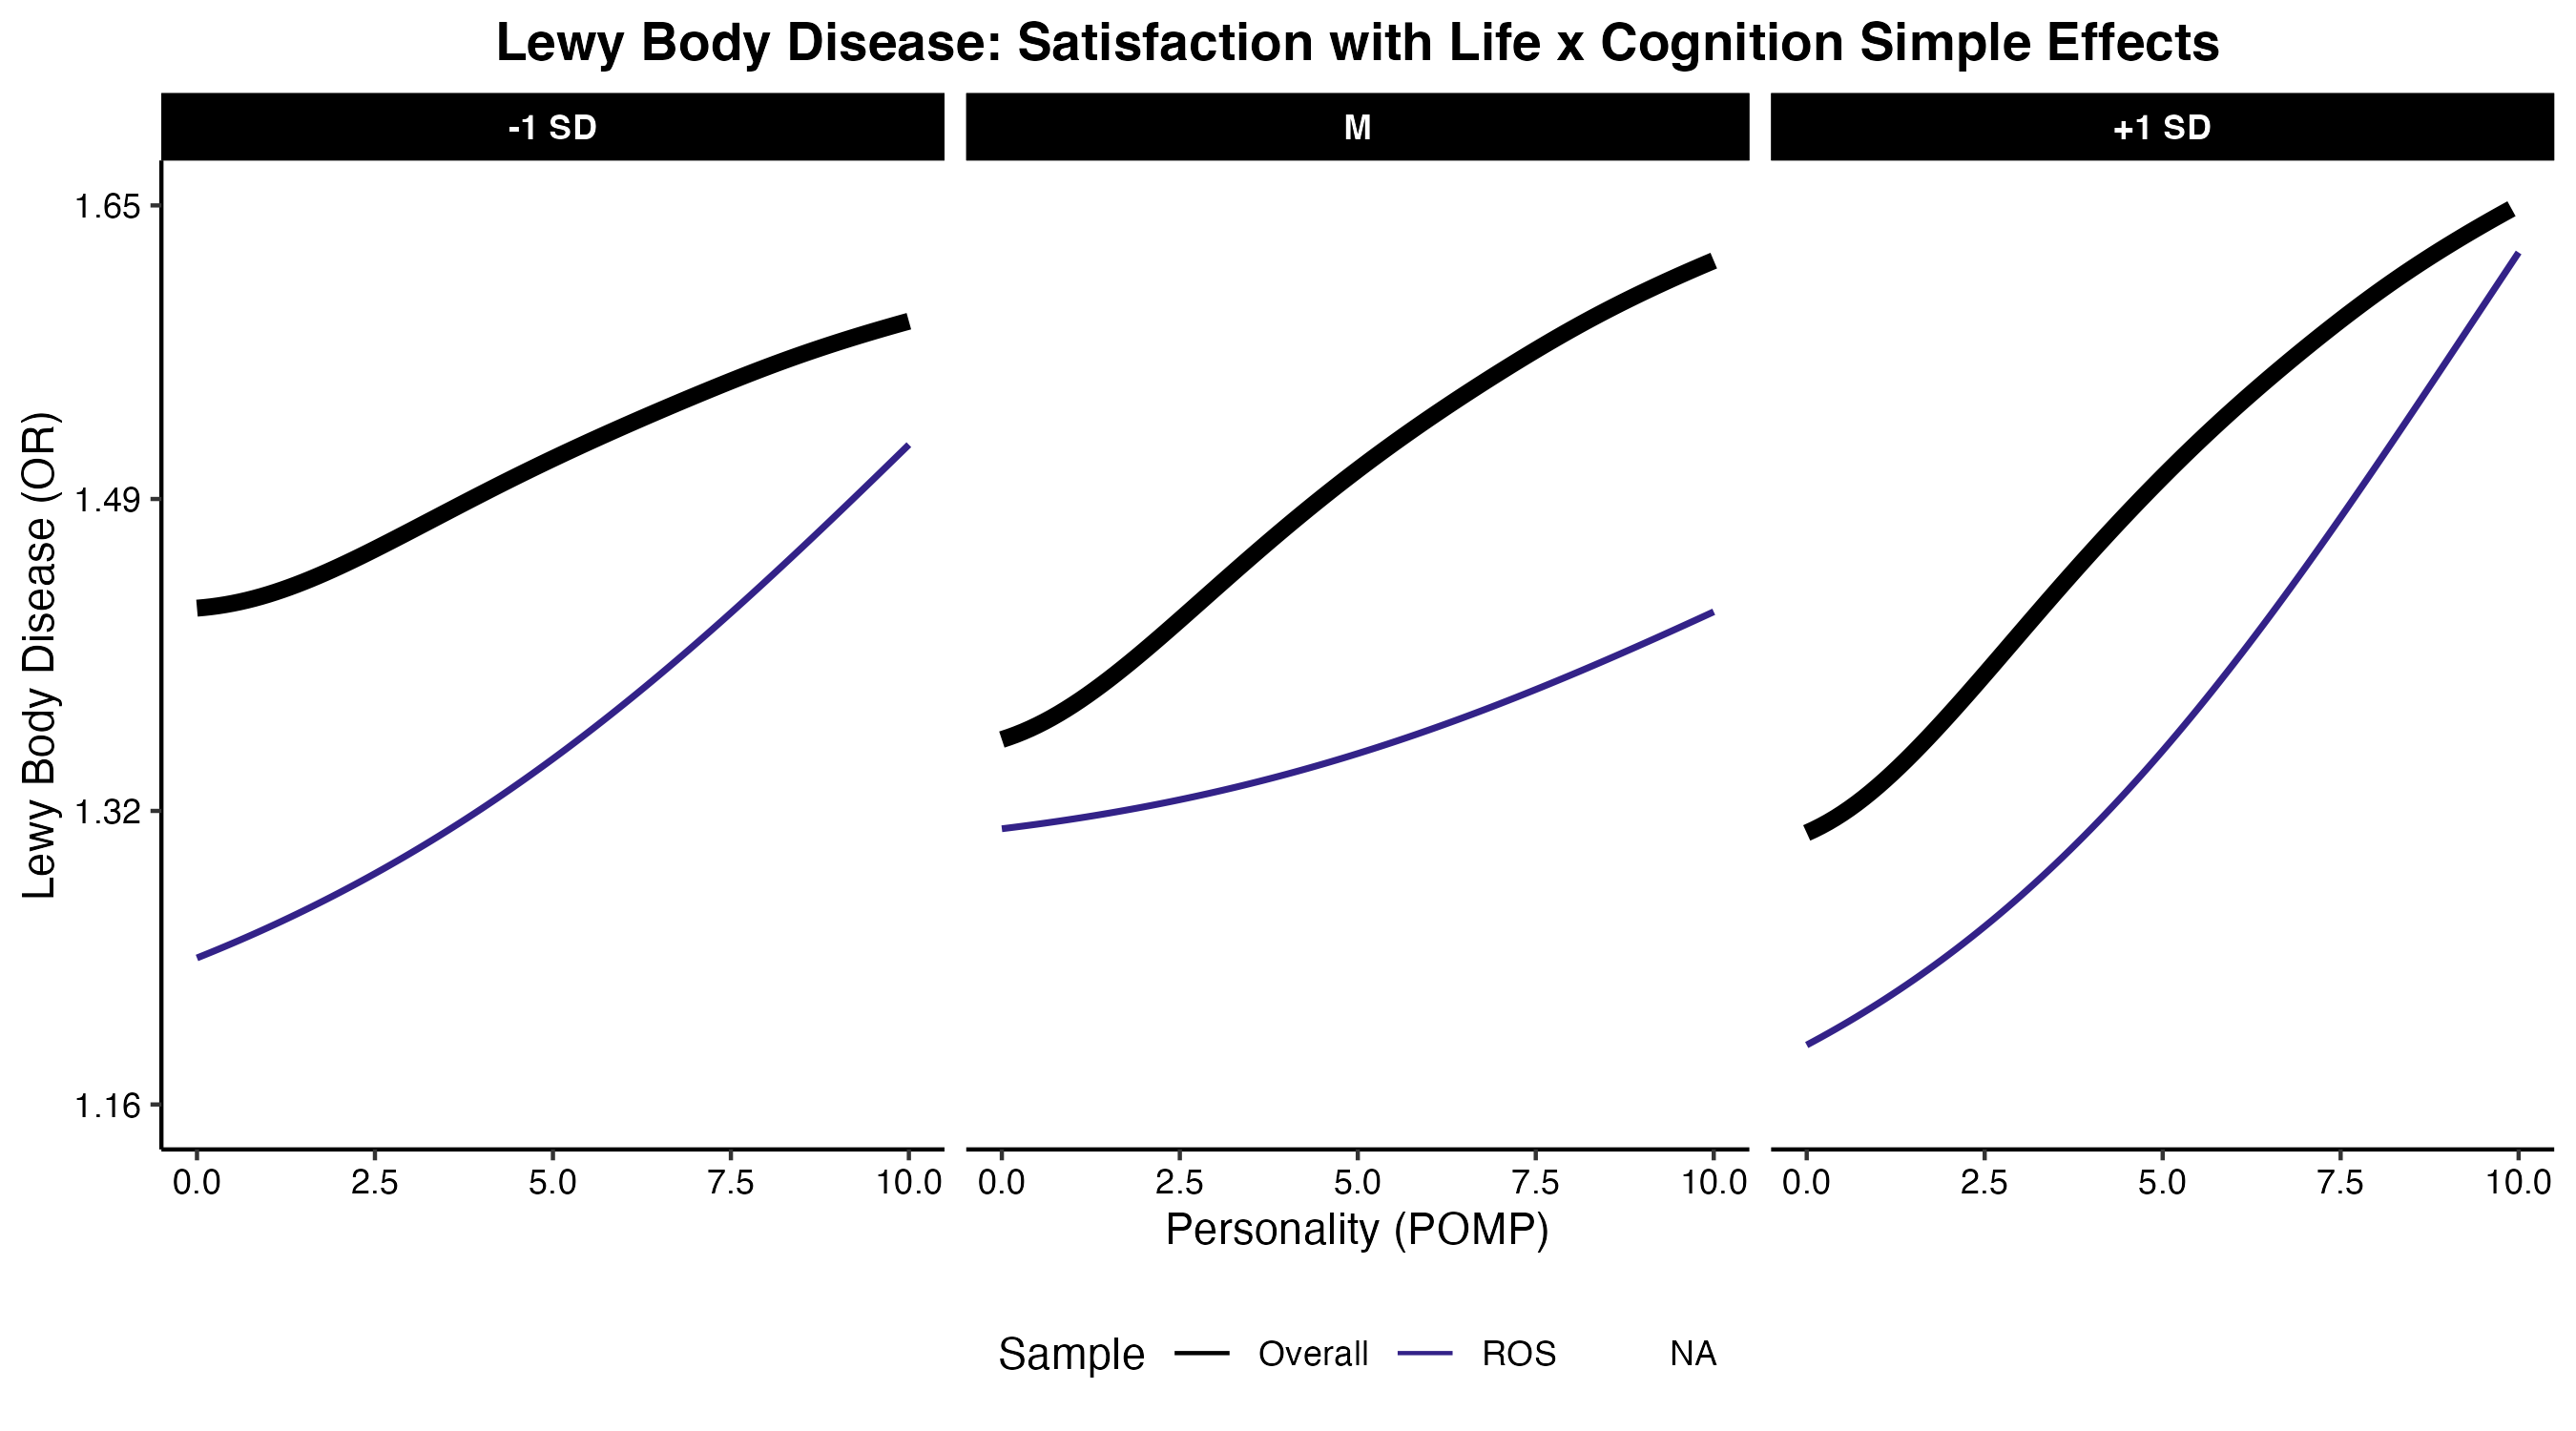 Lewy Body Disease: Satisfaction with Life x Cognition Simple Effects
-1 SD
M
+1 SD
Lewy Body Disease (OR)
1.65
1.49
1.32
1.16
0.0 2.5 5.0 7.5 10.0
0.0 2.5 5.0 7.5 10.0
0.0 2.5 5.0 7.5 10.0
Personality (POMP)
Sample Overall ROS NA